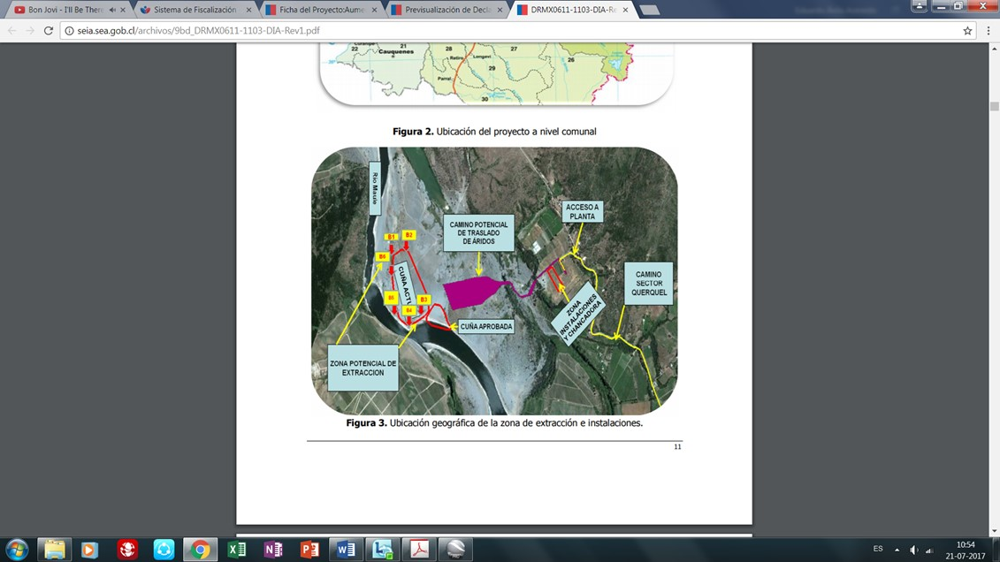 Bon Jovi - I'll Be There
Sistema de Fiscalización
Ficha del Proyecto:Aume
Previsualización de Decla
DRMX0611-1103-DIA-Re
seia.sea.gob.cl/archivos/9bd_DRMX0611-1103-DIA-Rev1.pdf
22
21
Cauquenes
28
Retiro
Longaví
27
26
29
Parral
30
Figura 2. Ubicación del proyecto a nivel comunal
Río Maule
ACCESO A
PLANTA
CAMINO POTENCIAL
DE TRASLADO
DE ÁRIDOS
B1
B2
B6
CUÑA ACTU
CAMINO
SECTOR
QUERQUEL
B5
B4
B3
ZONA
INSTALACIONES
Y CHANCADORA
CUÑA APROBADA
ZONA POTENCIAL DE
EXTRACCION
Figura 3. Ubicación geográfica de la zona de extracción e instalaciones.
11
ES
10:54
21-07-2017